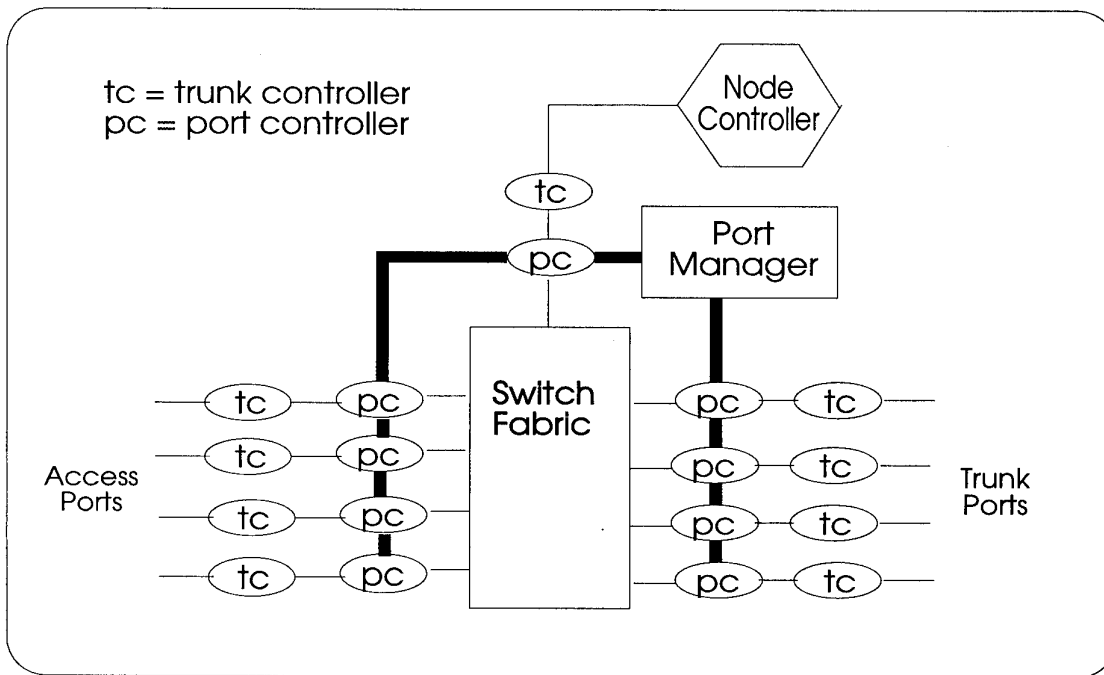 tc = trunk controller
pc = port controller
Node
Controller
tc
pc
Port
Manager
Switch
Fabric
Access
Ports
tc pc
tc pc
tc pc
tc pc
pc tc
pc tc
pc tc
pc tc
Trunk
Ports